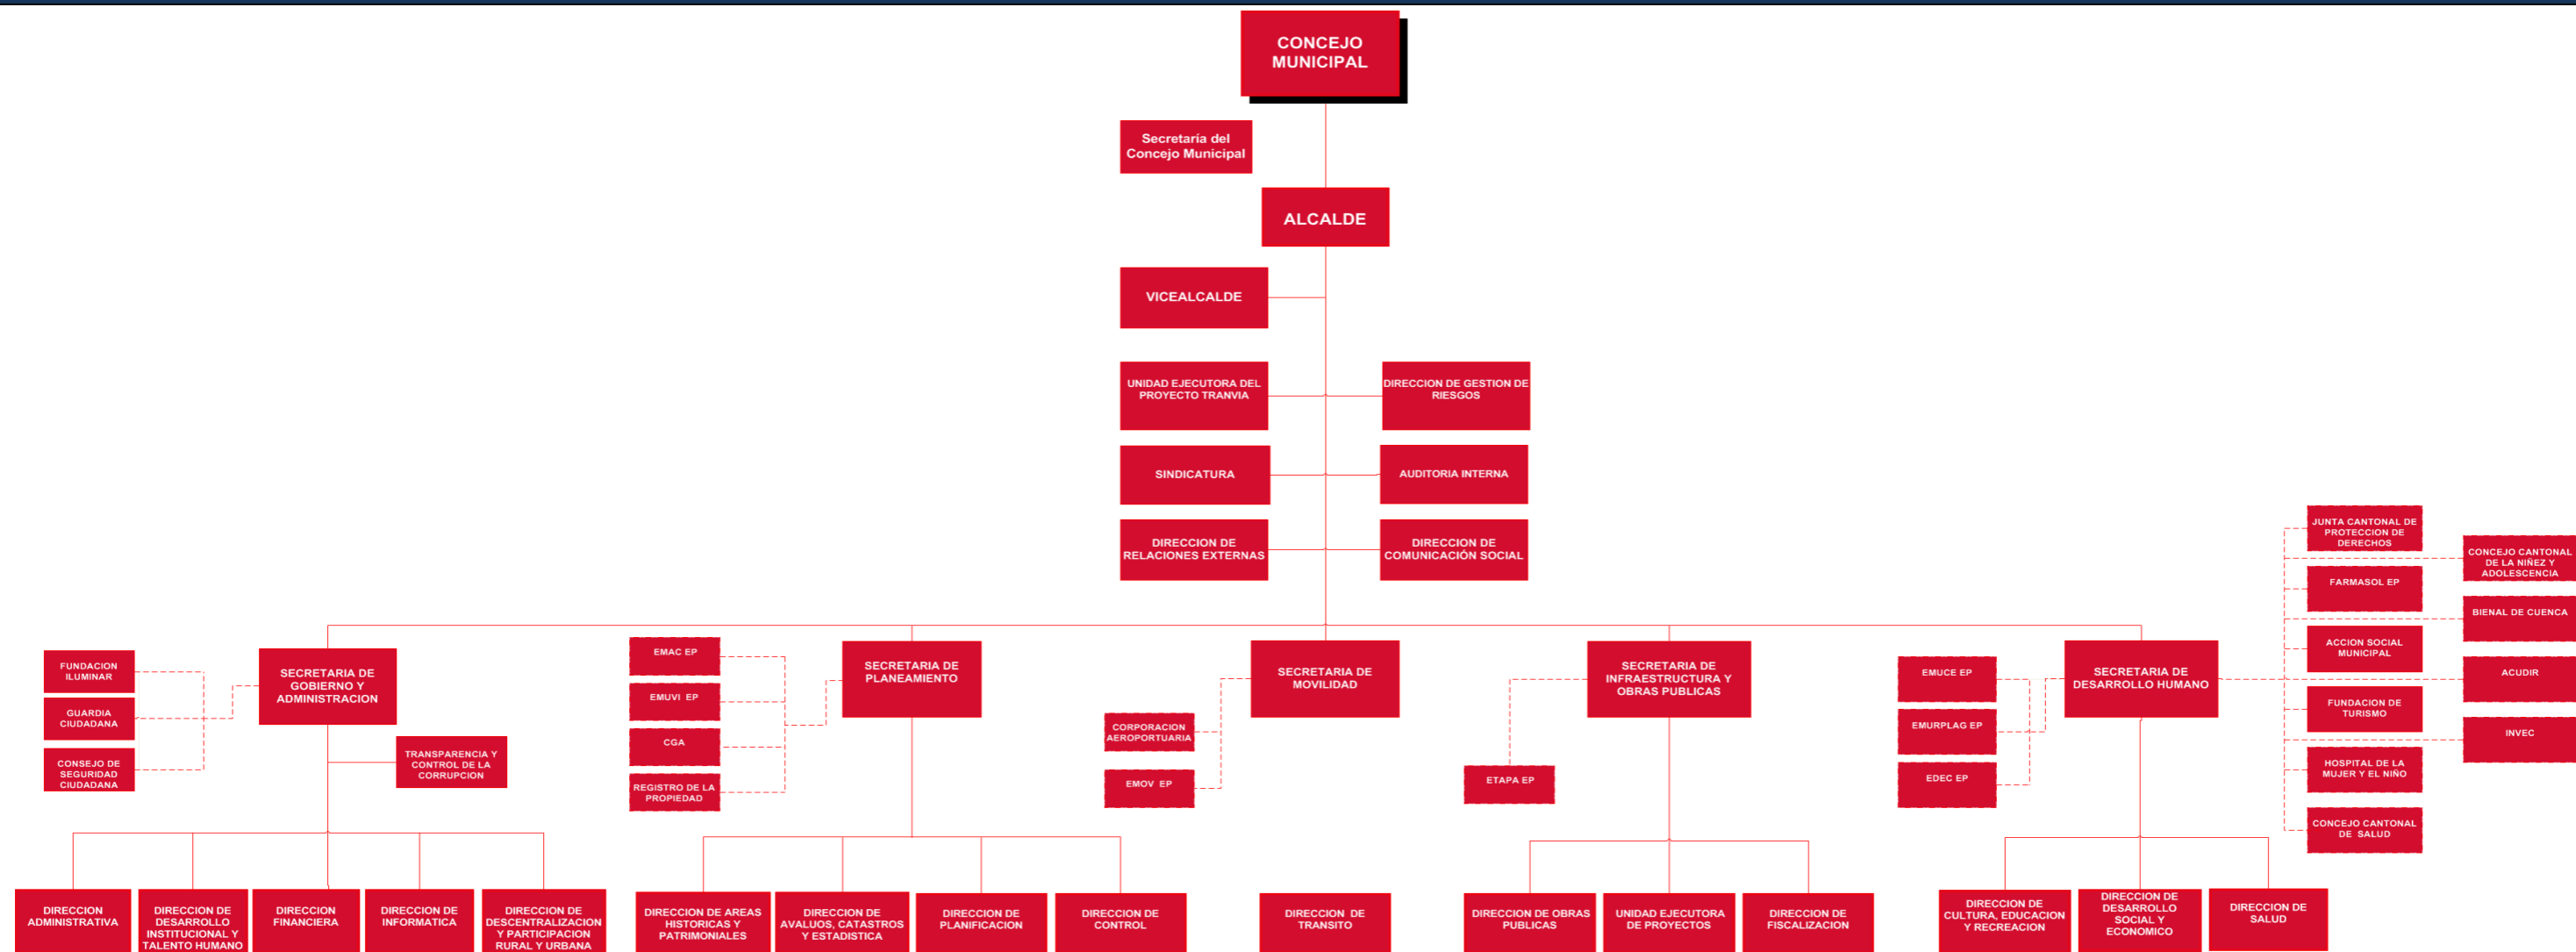 CONCEJO
MUNICIPAL
Secretaría del
Concejo Municipal
ALCALDE
VICEALCALDE
UNIDAD EJECUTORA DEL
PROYECTO TRANVIA
DIRECCION DE GESTION DE
RIESGOS
SINDICATURA
AUDITORIA INTERNA
DIRECCION DE
RELACIONES EXTERNAS
DIRECCION DE
COMUNICACIÓN SOCIAL
FUNDACION
ILUMINAR
GUARDIA
CIUDADANA
CONSEJO DE
SEGURIDAD
CIUDADANA
SECRETARIA DE
GOBIERNO Y
ADMINISTRACION
TRANSPARENCIA Y
CONTROL DE LA
CORRUPCION
EMAC EP
EMUVI EP
CGA
REGISTRO DE LA
PROPIEDAD
SECRETARIA DE
PLANEAMIENTO
CORPORACION
AEROPORTUARIA
EMOV EP
SECRETARIA DE
MOVILIDAD
ETAPA EP
SECRETARIA DE
INFRAESTRUCTURA Y
OBRAS PUBLICAS
EMUCE EP
EMURPLAG EP
EDEC EP
SECRETARIA DE
DESARROLLO HUMANO
JUNTA CANTONAL DE
PROTECCION DE
DERECHOS
FARMASOL EP
ACCION SOCIAL
MUNICIPAL
FUNDACION DE
TURISMO
HOSPITAL DE LA
MUJER Y EL NIÑO
CONCEJO CANTONAL
DE SALUD
CONCEJO CANTONAL
DE LA NIÑEZ Y
ADOLESCENCIA
BIENAL DE CUENCA
ACUDIR
INVEC
DIRECCION
ADMINISTRATIVA
DIRECCION DE
DESARROLLO
INSTITUCIONAL Y
TALENTO HUMANO
DIRECCION
FINANCIERA
DIRECCION DE
INFORMATICA
DIRECCION DE
DESCENTRALIZACION
Y PARTICIPACION
RURAL Y URBANA
DIRECCION DE AREAS
HISTORICAS Y
PATRIMONIALES
DIRECCION DE
AVALUOS, CATASTROS
Y ESTADISTICA
DIRECCION DE
PLANIFICACION
DIRECCION DE
CONTROL
DIRECCION DE
TRANSITO
DIRECCION DE OBRAS
PUBLICAS
UNIDAD EJECUTORA
DE PROYECTOS
DIRECCION DE
FISCALIZACION
DIRECCION DE
CULTURA, EDUCACION
Y RECREACION
DIRECCION DE
DESARROLLO
SOCIAL Y
ECONOMICO
DIRECCION DE
SALUD